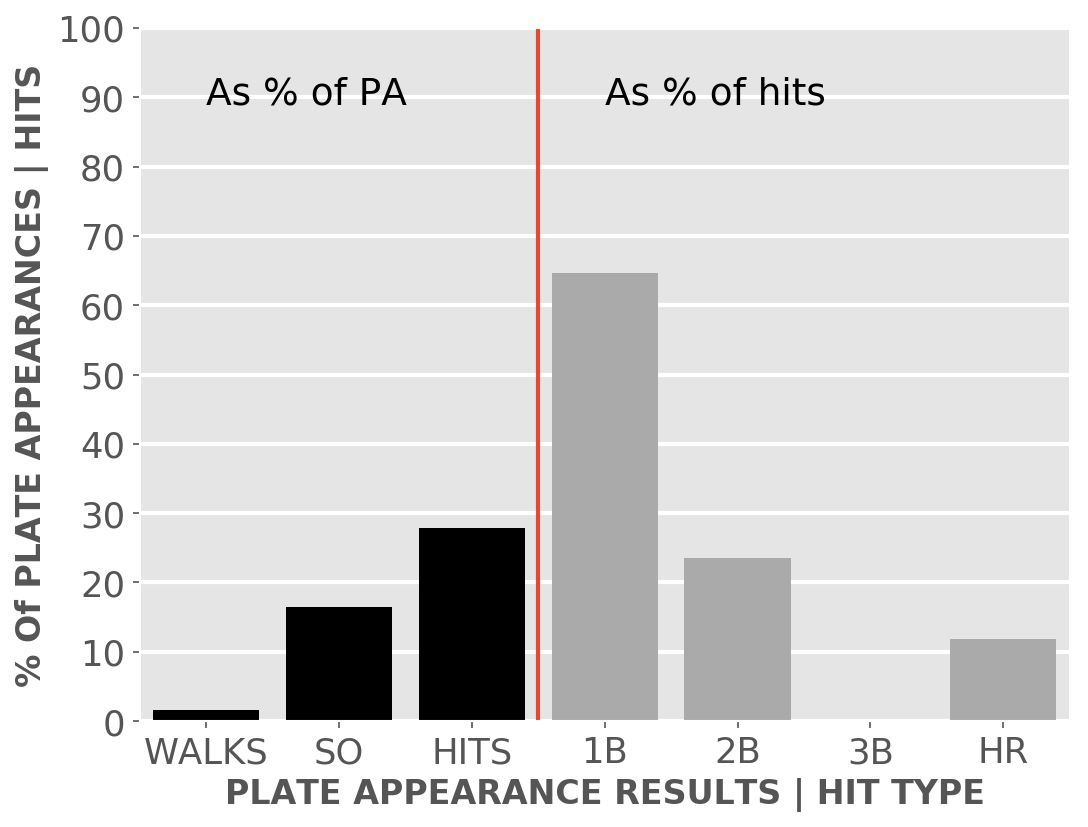 % Of PLATE APPEARANCES | HITS
100
90
80
70
60
50
40
30
20
10
0
As % of PA
As % of hits
WALKS SO HITS 1B 2B 3B HR
PLATE APPEARANCE RESULTS | HIT TYPE